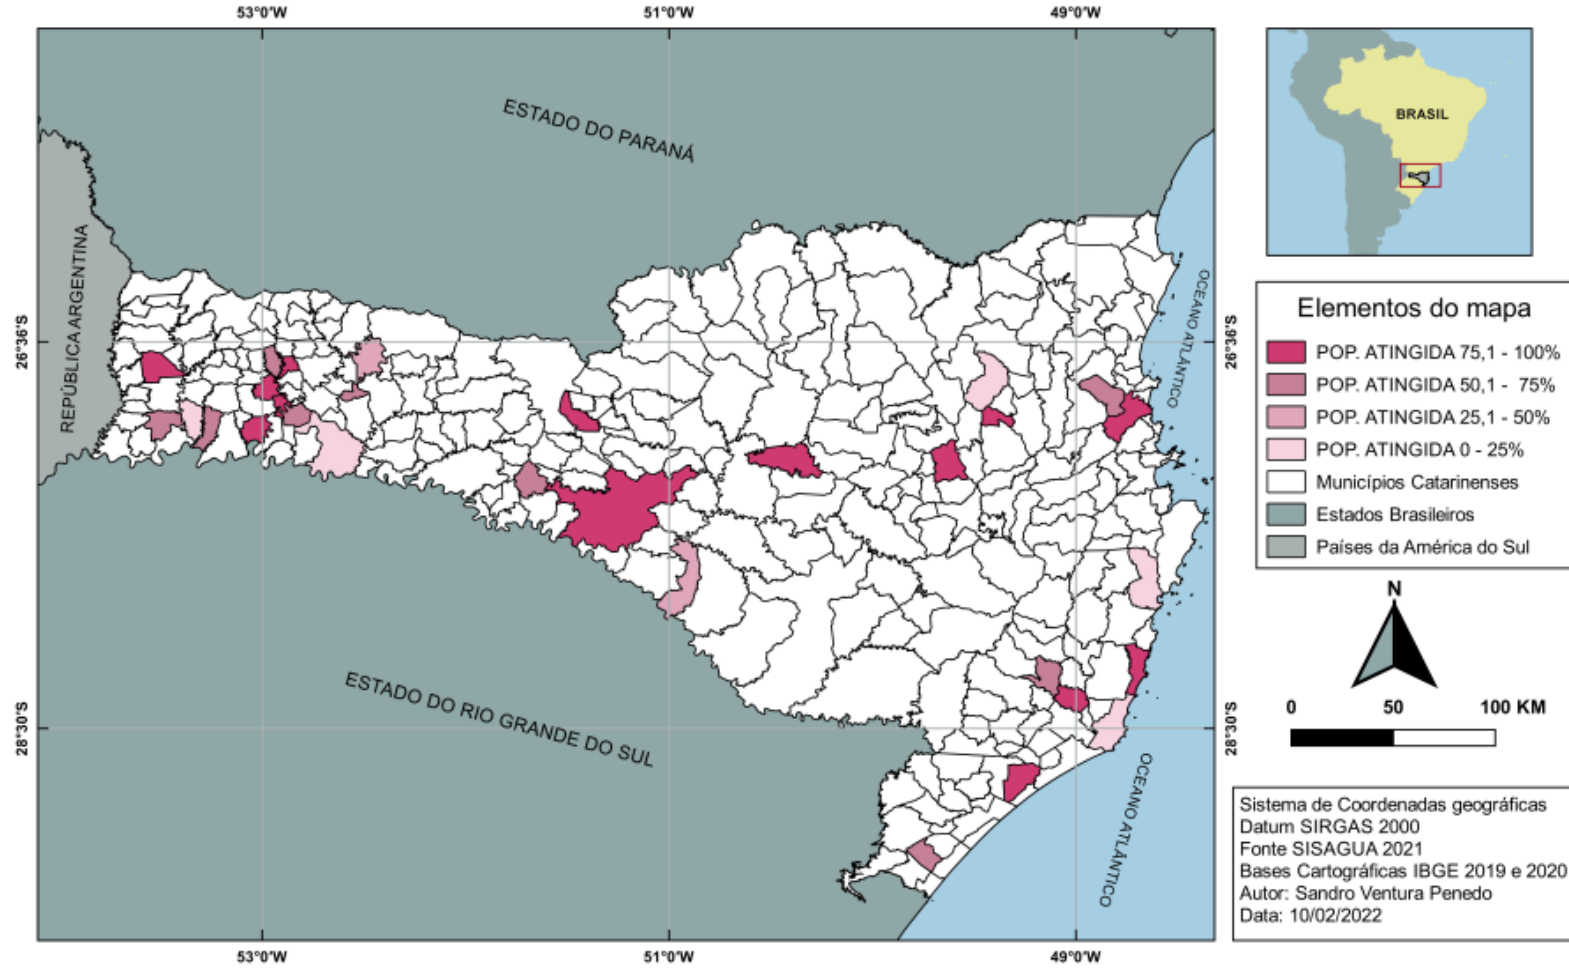 53°0'W
51°0'W
49°0'W
ESTADO DO PARANÁ
REPÚBLICA ARGENTINA
OCEANO ATLÂNTICO
26°36'S
26°36'S
ESTADO DO RIO GRANDE DO SUL
28°30'S
28°30'S
OCEANO ATLÂNTICO
53°0'W
51°0'W
49°0'W
BRASIL
Elementos do mapa
POP. ATINGIDA 75,1 - 100%
POP. ATINGIDA 50,1 - 75%
POP. ATINGIDA 25,1 - 50%
POP. ATINGIDA 0 - 25%
Municípios Catarinenses
Estados Brasileiros
Países da América do Sul
N
0 50 100 KM
Sistema de Coordenadas geográficas
Datum SIRGAS 2000
Fonte SISAGUA 2021
Bases Cartográficas IBGE 2019 e 2020
Autor: Sandro Ventura Penedo
Data: 10/02/2022